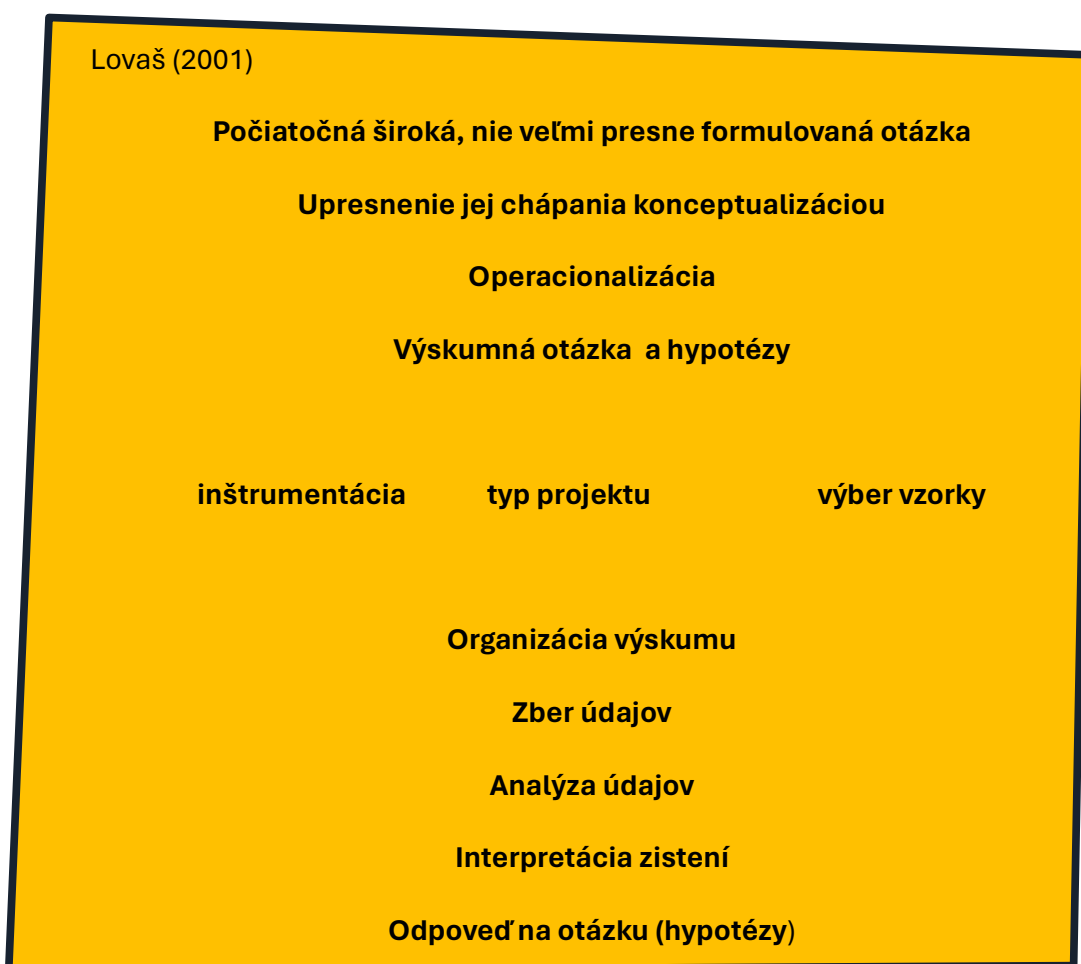 Lovaš (2001)
Počiatočná široká, nie veľmi presne formulovaná otázka
Upresnenie jej chápania konceptualizáciou
Operacionalizácia
Výskumná otázka  a hypotézy
inštrumentácia typ projektu výber vzorky
Organizácia výskumu
Zber údajov
Analýza údajov
Interpretácia zistení
Odpoveď na otázku (hypotézy)